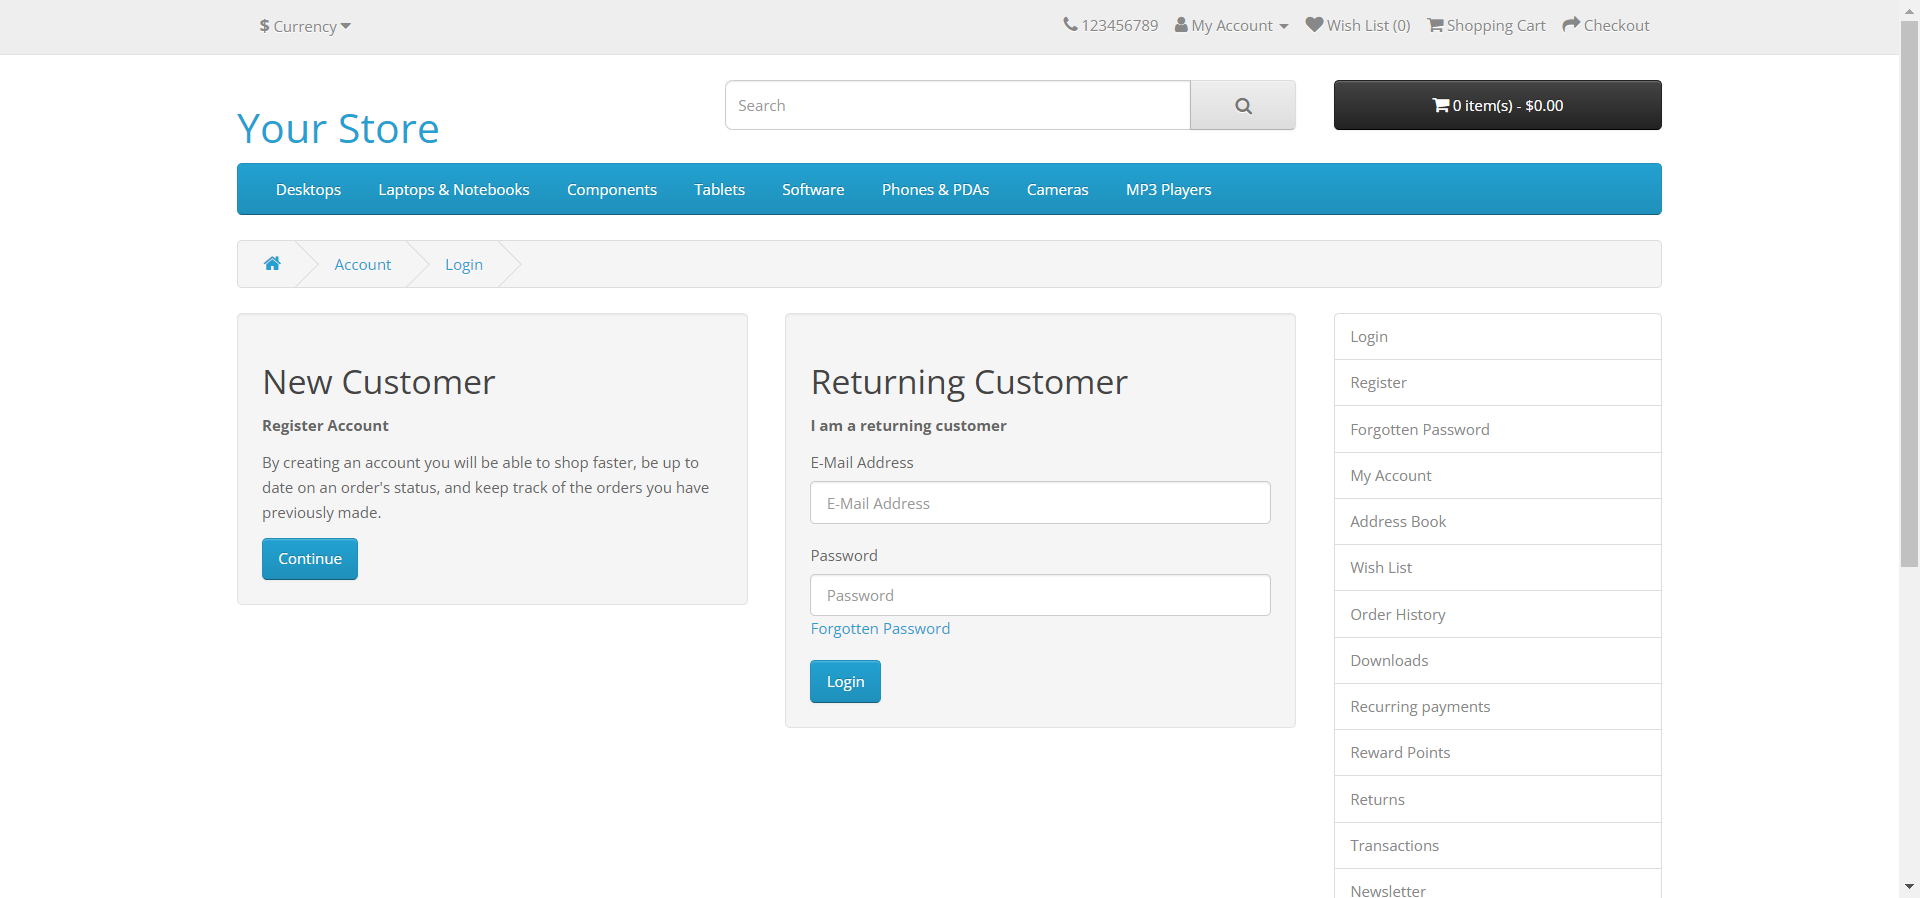 $ Currency
123456789 My Account Wish List (0) Shopping Cart Checkout
Your Store
Search
0 item(s) - $0.00
Desktops Laptops & Notebooks Components Tablets Software Phones & PDAs Cameras MP3 Players
Account Login
New Customer
Register Account
By creating an account you will be able to shop faster, be up to
date on an order's status, and keep track of the orders you have
previously made.
Continue
Returning Customer
I am a returning customer
E-Mail Address
E-Mail Address
Password
Password
Forgotten Password
Login
Login
Register
Forgotten Password
My Account
Address Book
Wish List
Order History
Downloads
Recurring payments
Reward Points
Returns
Transactions
Newsletter